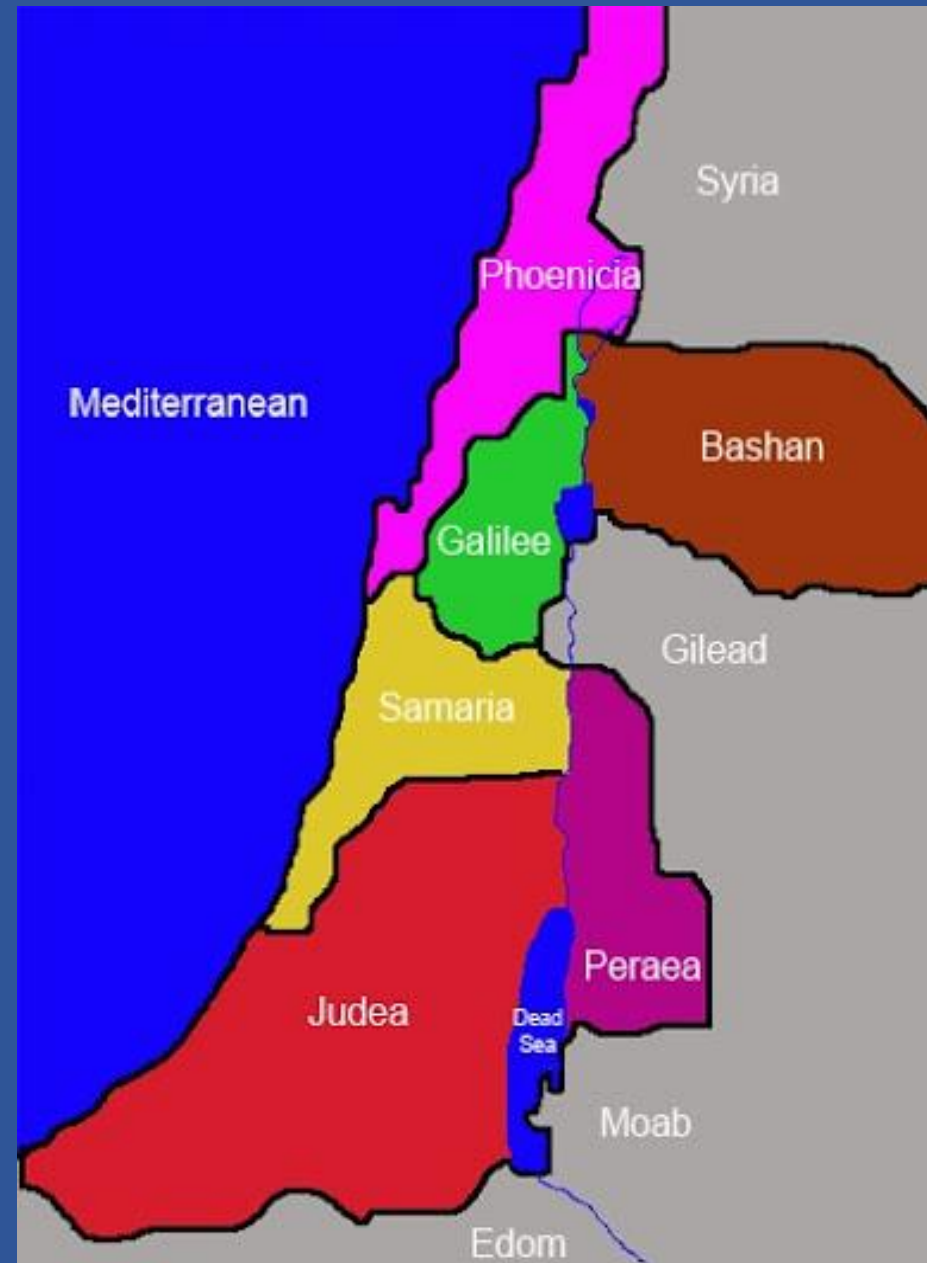 Syria
Phoenicia
Mediterranean
Bashan
Galilee
Gilead
Samaria
Peraea
Judea
Dead
Sea
Moab
Edom